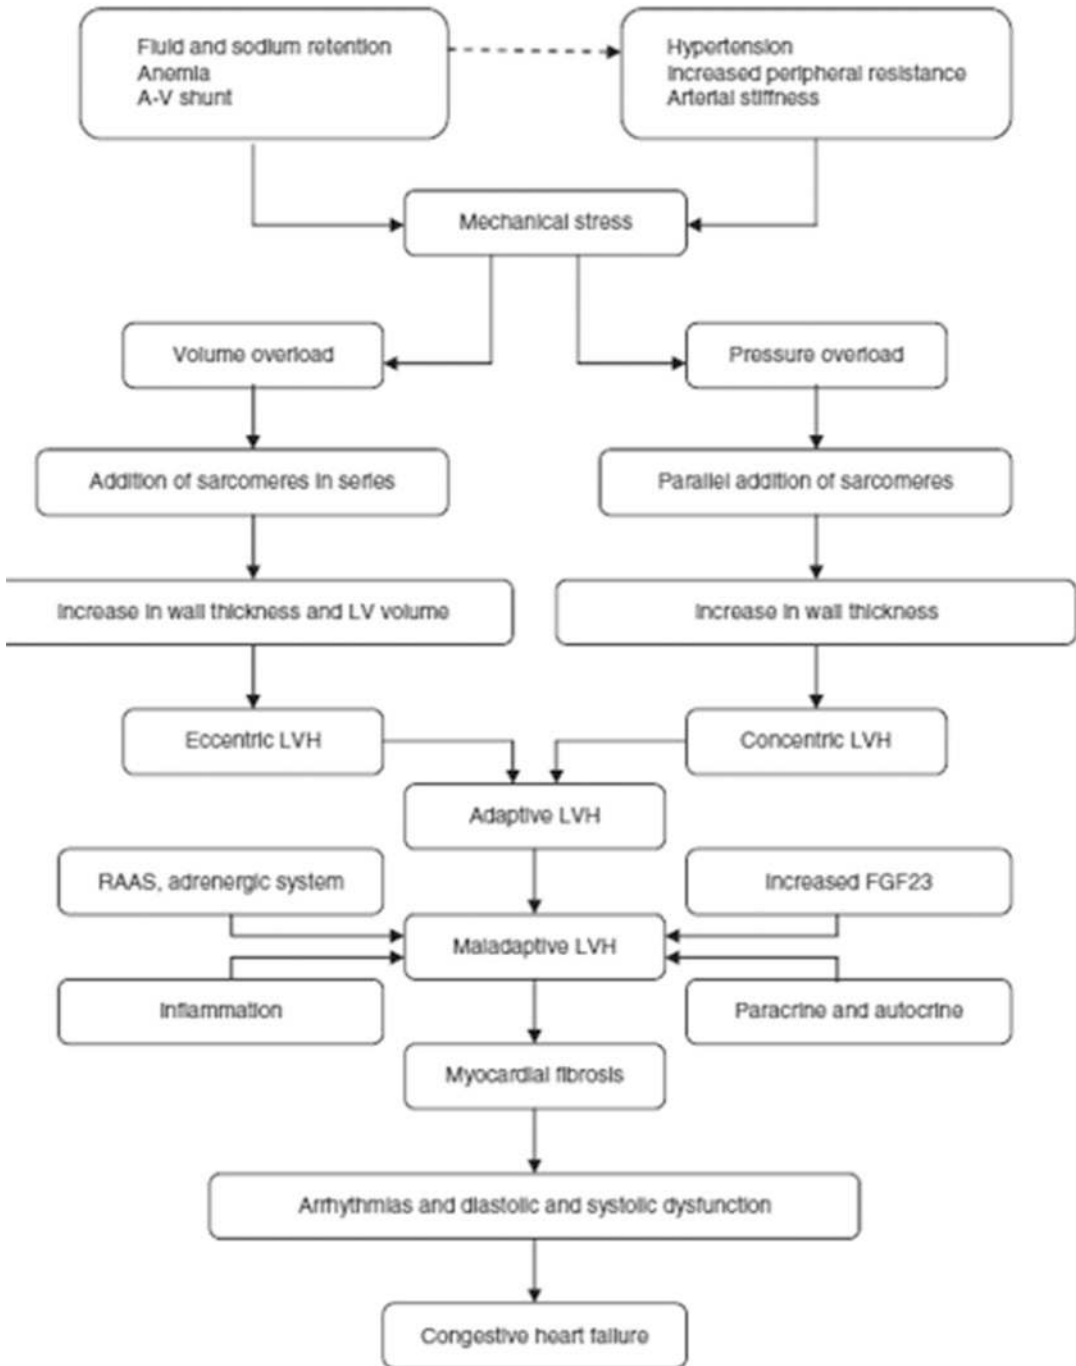 Fluid and sodium retention
Anemia
A-V shunt
Hypertension
Increased peripheral resistance
Arterial stiffness
Mechanical stress
Volume overload
Pressure overload
Addition of sarcomeres in series
Parallel addition of sarcomeres
Increase in wall thickness and LV volume
Increase in wall thickness
Eccentric LVH
Concentric LVH
Adaptive LVH
RAAS, adrenergic system
Increased FGF23
Maladaptive LVH
Inflammation
Paracrine and autocrine
Myocardial fibrosis
Arrhythmias and diastolic and systolic dysfunction
Congestive heart failure